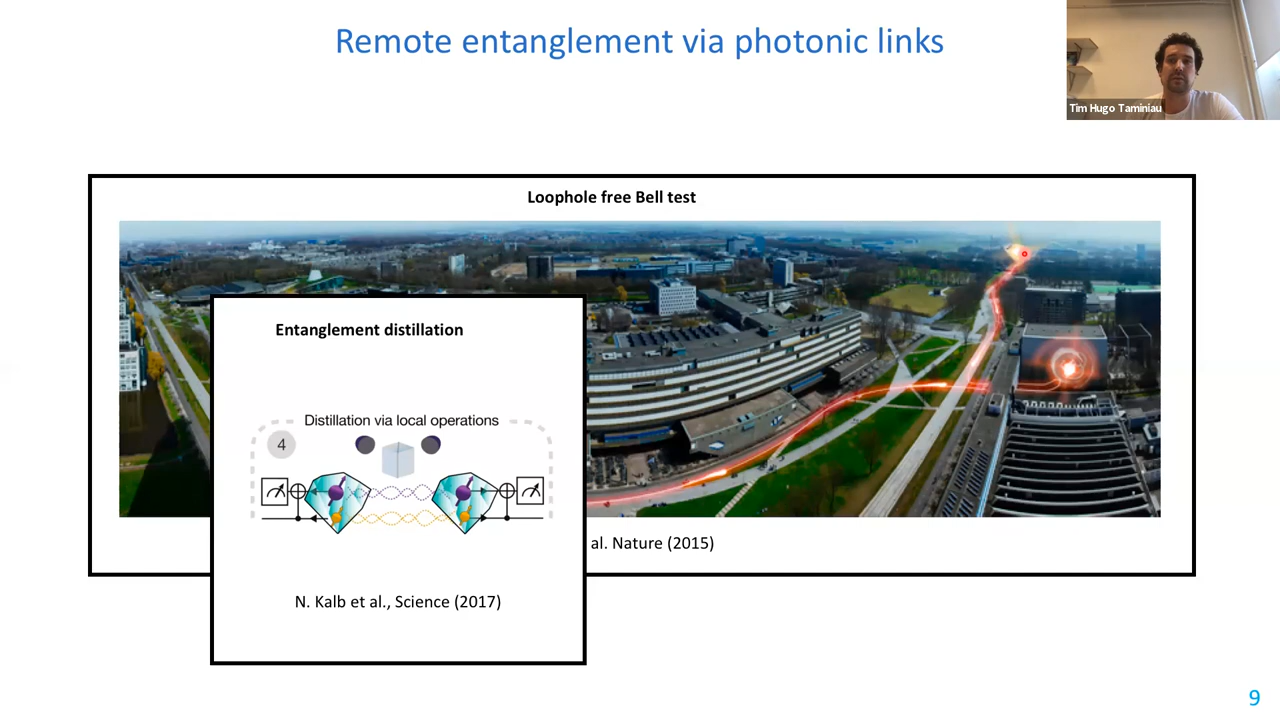 Remote entanglement via photonic links
Tim Hugo Taminiau
Loophole free Bell test
Entanglement distillation
Distillation via local operations
4
al. Nature (2015)
N. Kalb et al., Science (2017)
9